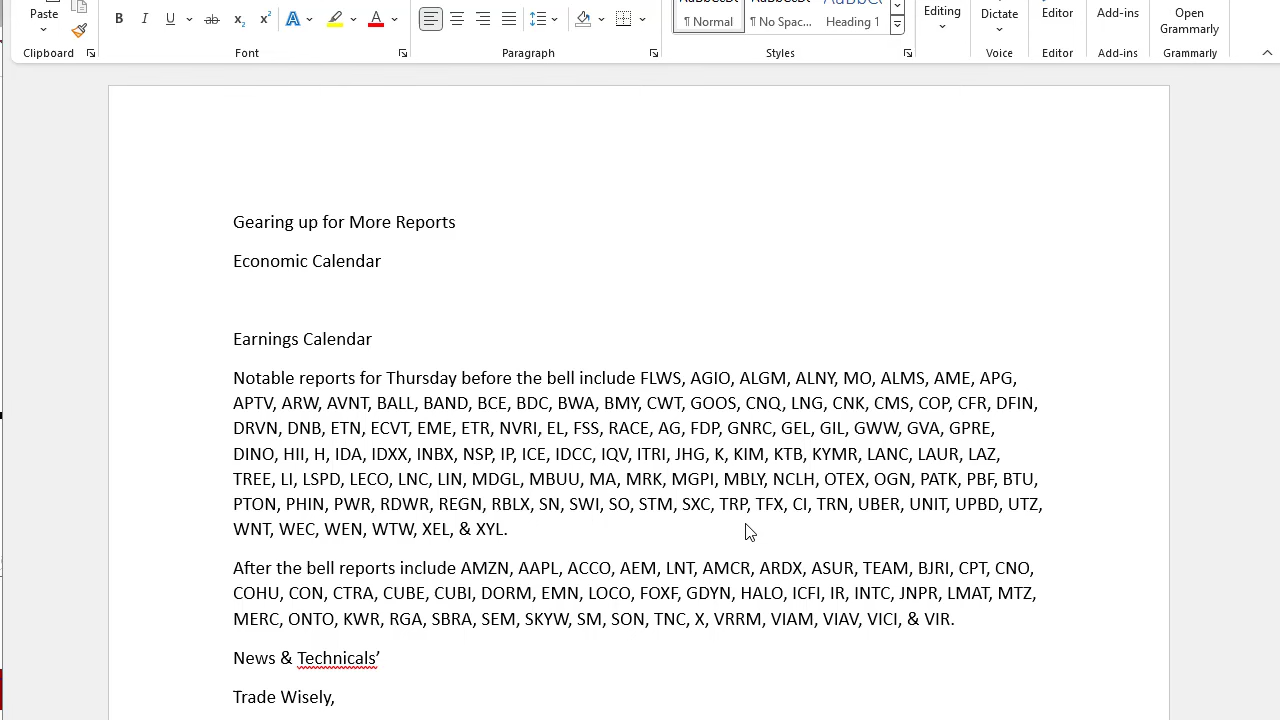 Paste
B I U ab x₂ x² A A
Normal
No Spac...
Heading 1
Editing
Dictate
Editor
Add-ins
Open
Grammarly
Clipboard
Font
Paragraph
Styles
Voice
Editor
Add-ins
Grammarly
Gearing up for More Reports
Economic Calendar
Earnings Calendar
Notable reports for Thursday before the bell include FLWS, AGIO, ALGM, ALNY, MO, ALMS, AME, APG,
APTV, ARW, AVNT, BALL, BAND, BCE, BDC, BWA, BMY, CWT, GOOS, CNQ, LNG, CNK, CMS, COP, CFR, DFIN,
DRVN, DNB, ETN, ECVT, EME, ETR, NVRI, EL, FSS, RACE, AG, FDP, GNRC, GEL, GIL, GWW, GVA, GPRE,
DINO, HII, H, IDA, IDXX, INBX, NSP, IP, ICE, IDCC, IQV, ITRI, JHG, K, KIM, KTB, KYMR, LANC, LAUR, LAZ,
TREE, LI, LSPD, LECO, LNC, LIN, MDGL, MBUU, MA, MRK, MGPI, MBLY, NCLH, OTEX, OGN, PATK, PBF, BTU,
PTON, PHIN, PWR, RDWR, REGN, RBLX, SN, SWI, SO, STM, SXC, TRP, TFX, CI, TRN, UBER, UNIT, UPBD, UTZ,
WNT, WEC, WEN, WTW, XEL, & XYL.
After the bell reports include AMZN, AAPL, ACCO, AEM, LNT, AMCR, ARDX, ASUR, TEAM, BJRI, CPT, CNO,
COHU, CON, CTRA, CUBE, CUBI, DORM, EMN, LOCO, FOXF, GDYN, HALO, ICFI, IR, INTC, JNPR, LMAT, MTZ,
MERC, ONTO, KWR, RGA, SBRA, SEM, SKYW, SM, SON, TNC, X, VRRM, VIAM, VIAV, VICI, & VIR.
News & Technicals’
Trade Wisely,